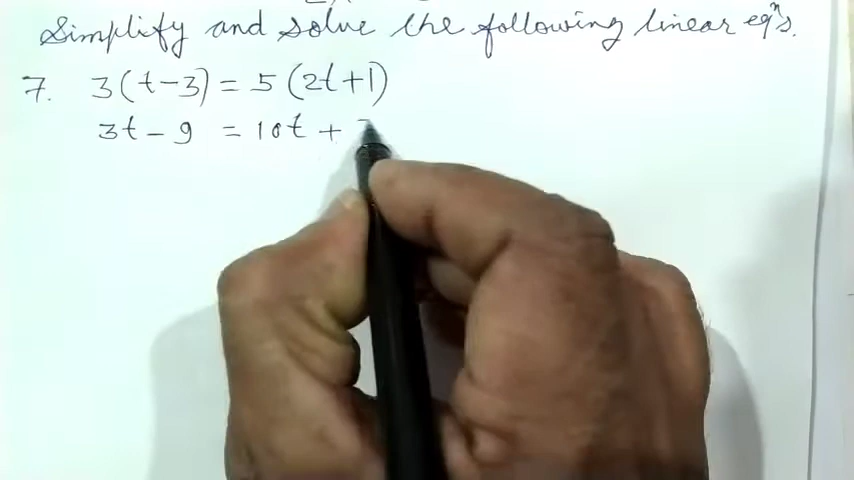 Simplify and solve the following linear eqⁿs.
7. 3(t-3) = 5(2t+1)
3t - 9 = 10t +